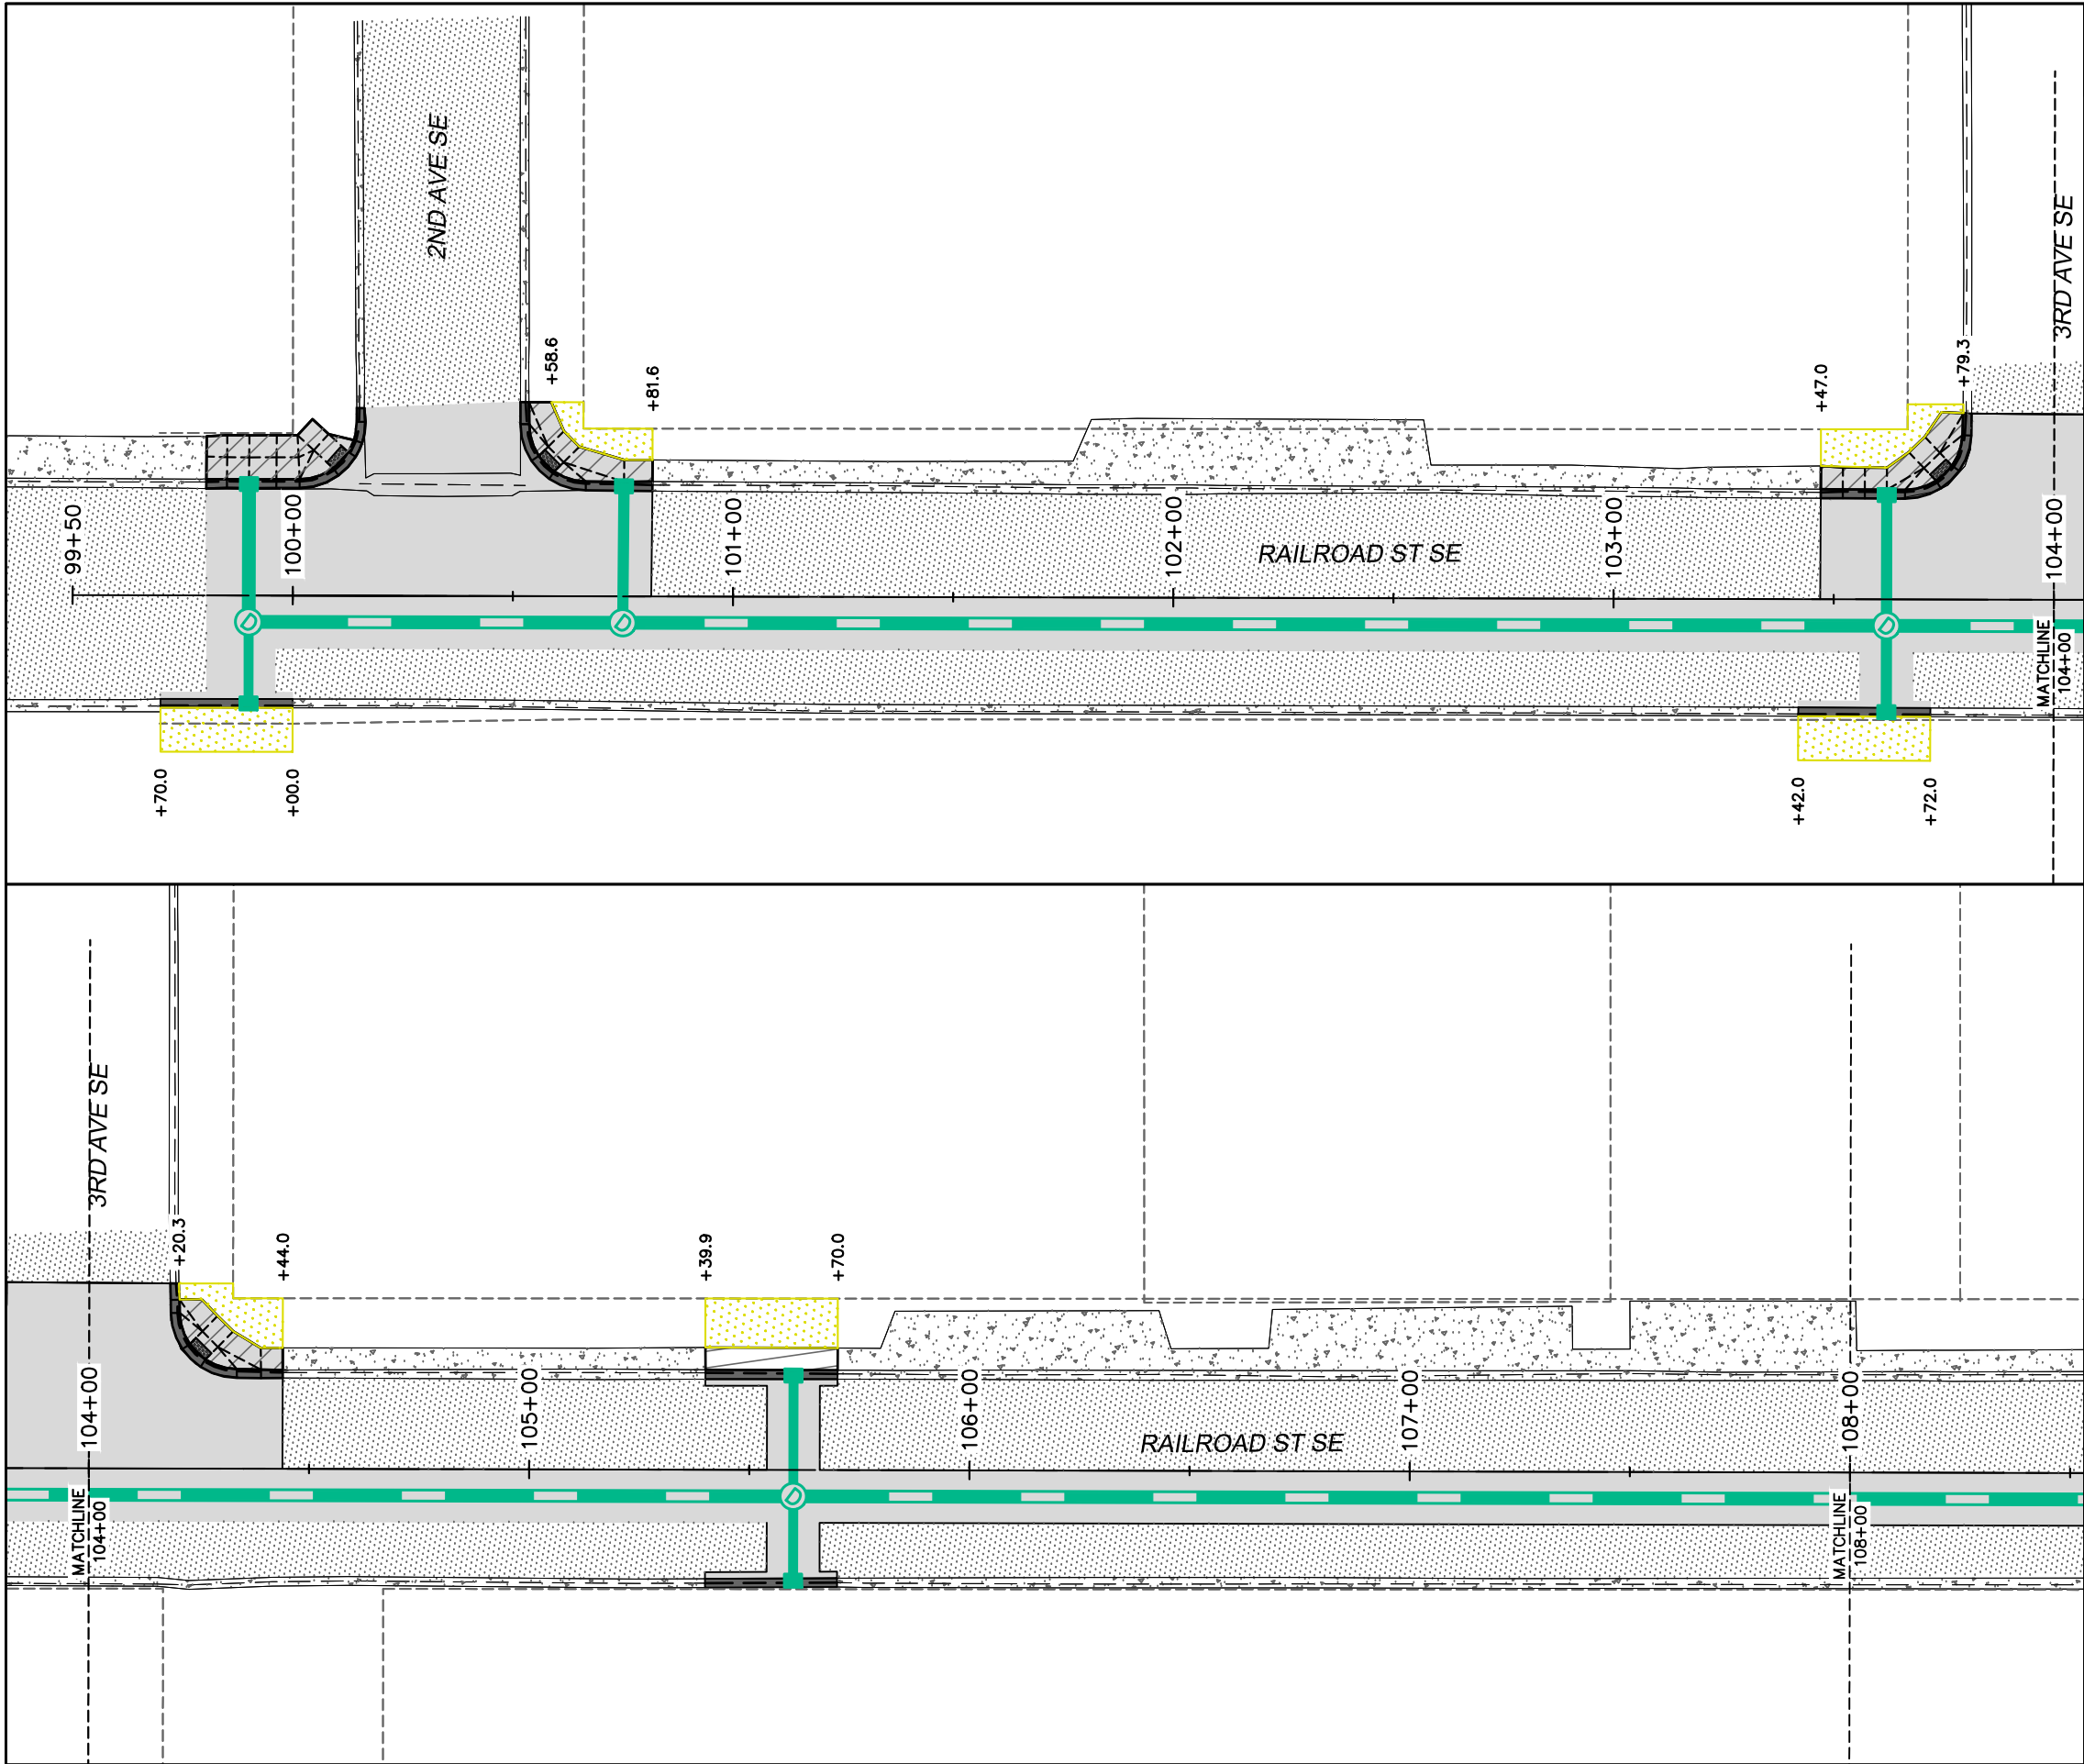 2ND AVE SE
+58.6
+81.6
+47.0
+79.3
3RD AVE SE
99+50
100+00
101+00
102+00
RAILROAD ST SE
103+00
104+00
D
D
D
MATCHLINE
104+00
+70.0
+00.0
+42.0
+72.0
3RD AVE SE
+20.3
+44.0
+39.9
+70.0
104+00
105+00
106+00
RAILROAD ST SE
107+00
108+00
MATCHLINE
104+00
D
MATCHLINE
108+00